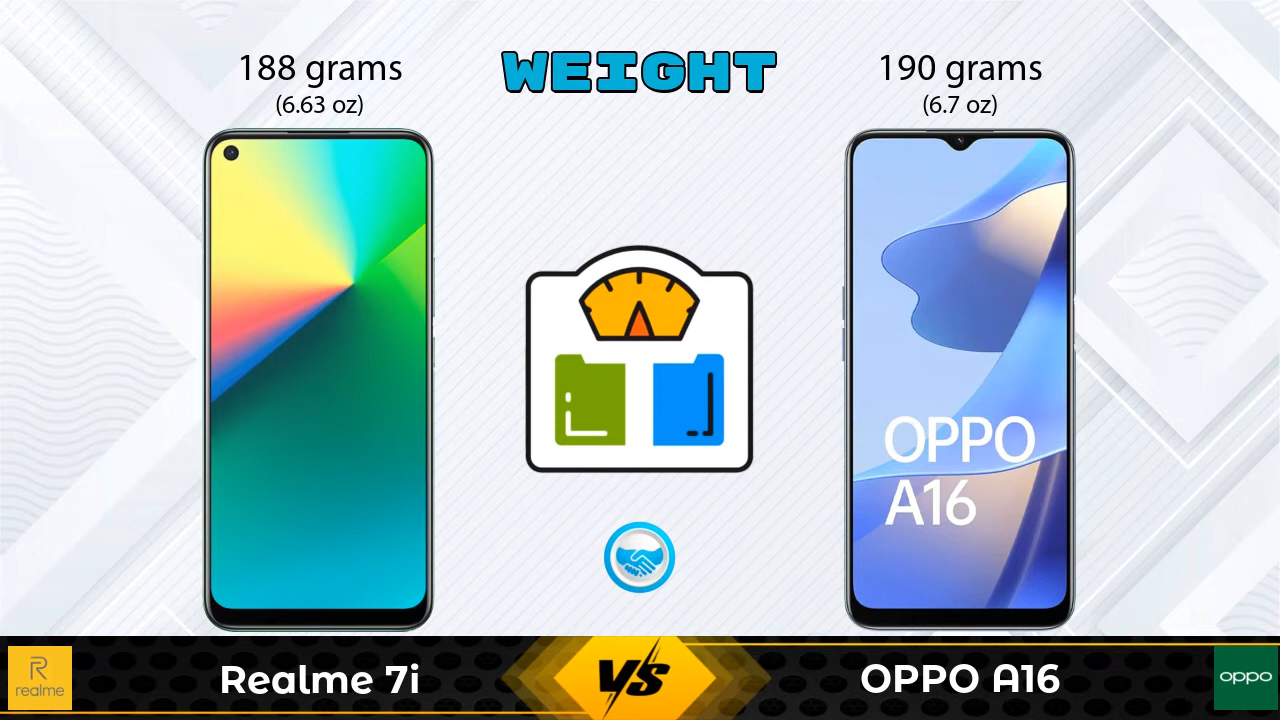 WEIGHT
188 grams
(6.63 oz)
190 grams
(6.7 oz)
OPPO
A16
R
realme
Realme 7i
VS
OPPO A16
oppo